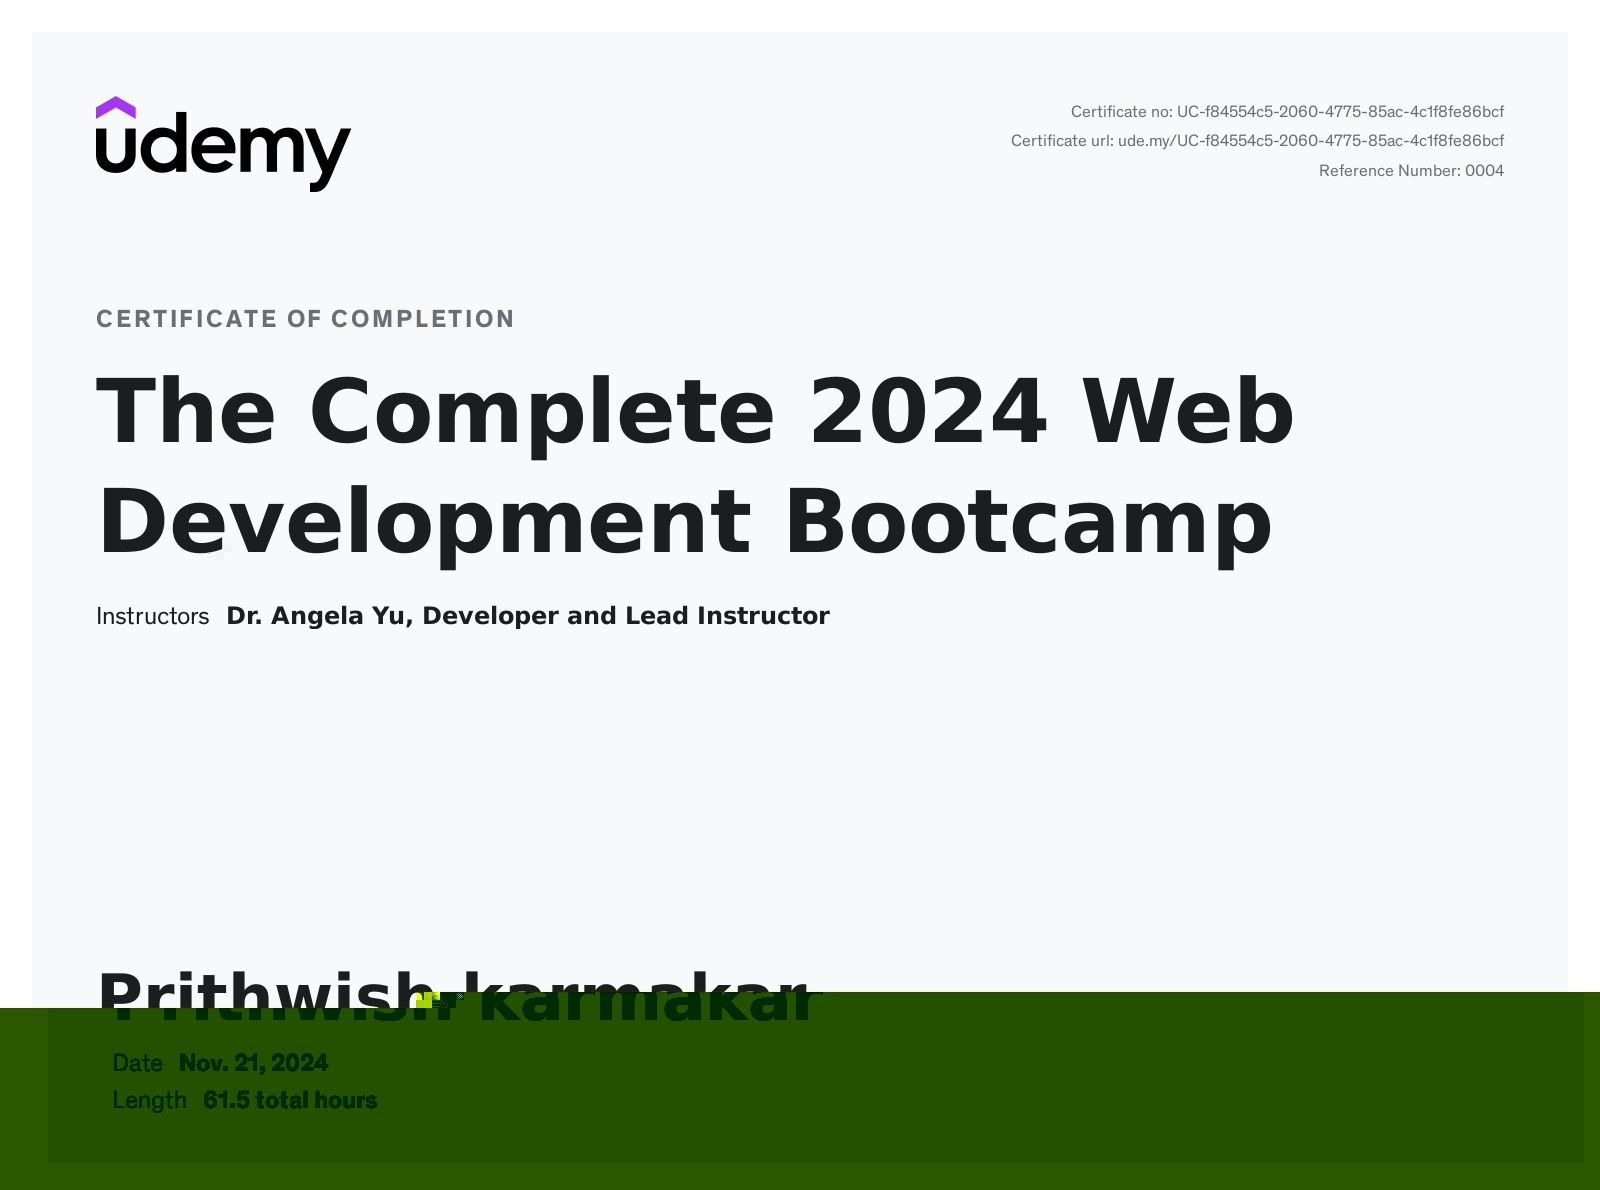 udemy
Certificate no: UC-f84554c5-2060-4775-85ac-4c1f8fe86bcf
Certificate url: ude.my/UC-f84554c5-2060-4775-85ac-4c1f8fe86bcf
Reference Number: 0004
CERTIFICATE OF COMPLETION
The Complete 2024 Web
Development Bootcamp
Instructors Dr. Angela Yu, Developer and Lead Instructor
Prithwish karmakar
Date Nov. 21, 2024
Length 61.5 total hours